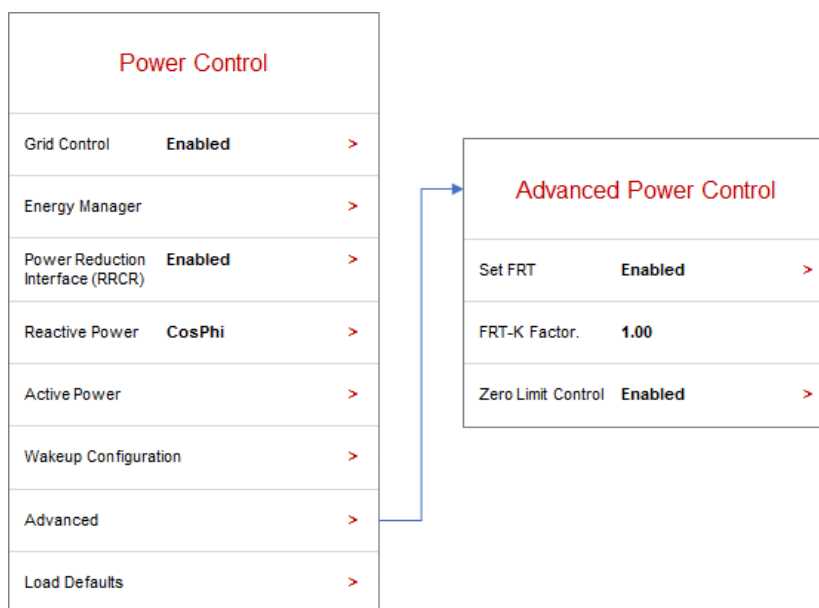 Power Control
Grid Control Enabled >
Energy Manager >
Power Reduction Enabled >
Interface (RRCR)
Reactive Power CosPhi >
Active Power >
Wakeup Configuration >
Advanced >
Load Defaults >
Advanced Power Control
Set FRT Enabled >
FRT-K Factor. 1.00
Zero Limit Control Enabled >